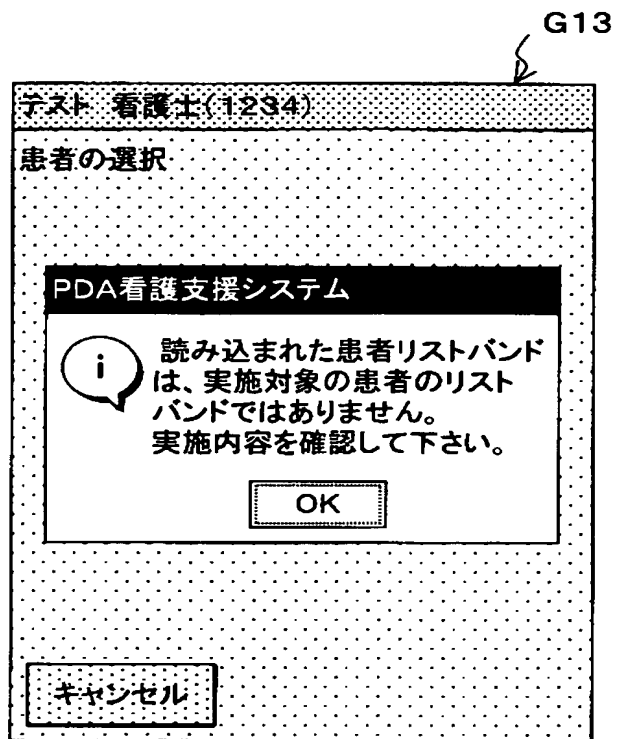 G13
テスト 看護士(1234)
患者の選択
PDA看護支援システム
i
読み込まれた患者リストバンド
は、実施対象の患者のリスト
バンドではありません。
実施内容を確認して下さい。
OK
キャンセル